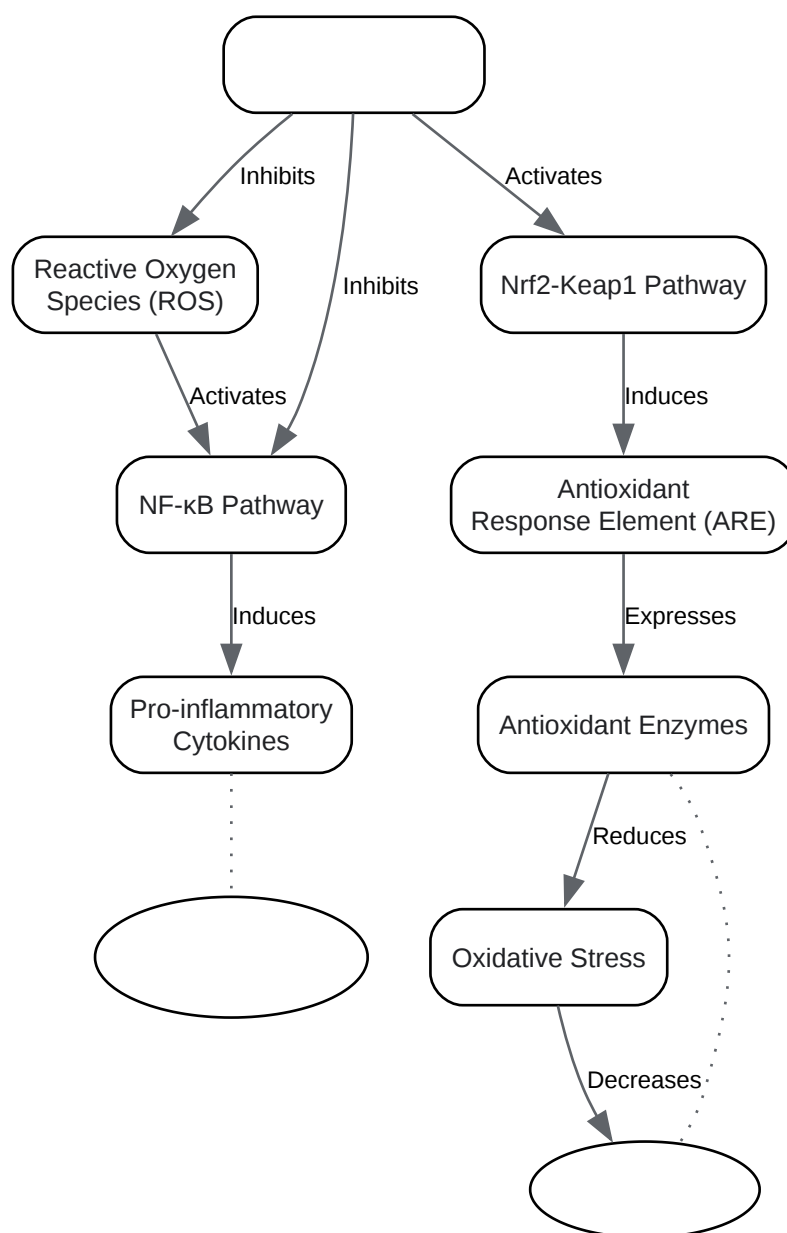 Inhibits
Activates
Reactive Oxygen
Species (ROS)
Inhibits
Nrf2-Keap1 Pathway
Activates
Induces
NF-κB Pathway
Antioxidant
Response Element (ARE)
Induces
Expresses
Pro-inflammatory
Cytokines
Antioxidant Enzymes
Reduces
Oxidative Stress
Decreases